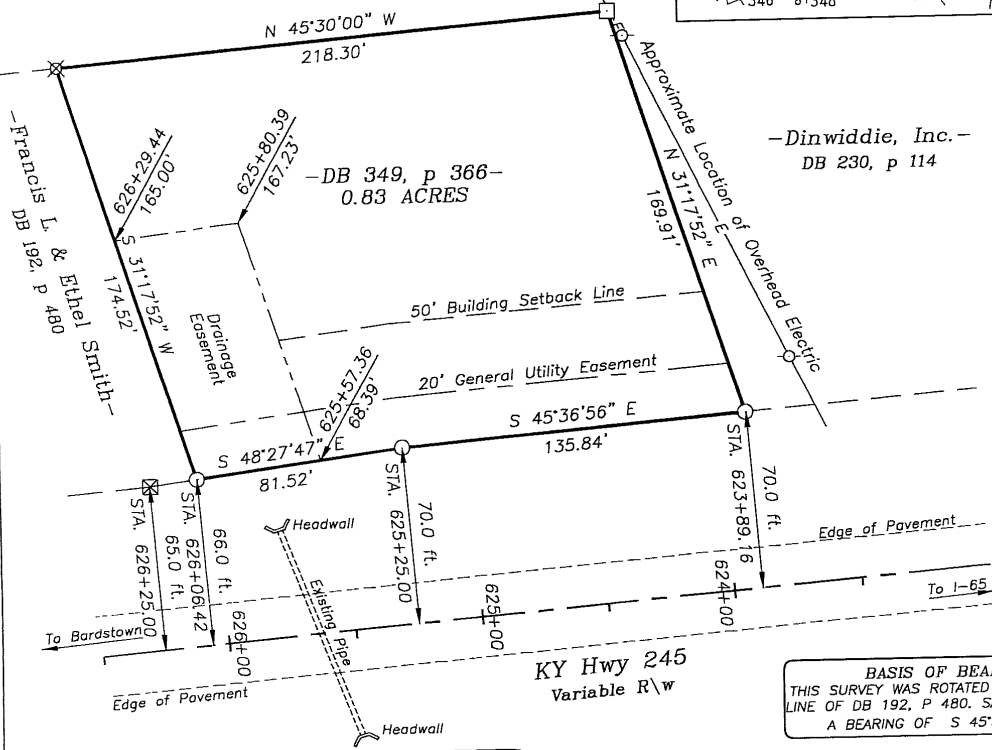 N 45°30'00" W
218.30'
346
Approximate Location of Overhead Electric
E
E
-Dinwiddie, Inc.-
DB 230, p 114
-Francis L. & Ethel Smith-
DB 192, p 480
626+29.44
165.00'
625+80.39
167.23'
-DB 349, p 366-
0.83 ACRES
N 31°17'52" E
169.91'
S 31°17'52" W
174.52'
Drainage
Easement
50' Building Setback Line
20' General Utility Easement
625+57.36
68.39'
S 48°27'47" E
81.52'
S 45°36'56" E
135.84'
STA. 626+25.00
65.0 ft.
STA. 626+06.42
66.0 ft.
Headwall
Existing Pipe
STA. 625+25.00
70.0 ft.
STA. 623+89.16
70.0 ft.
Edge of Pavement
To Bardstown
626+00
625+00
624+00
To I-65
KY Hwy 245
Variable R\w
Edge of Pavement
Headwall
BASIS OF BEA
THIS SURVEY WAS ROTATED
LINE OF DB 192, P 480. S
A BEARING OF S 45°